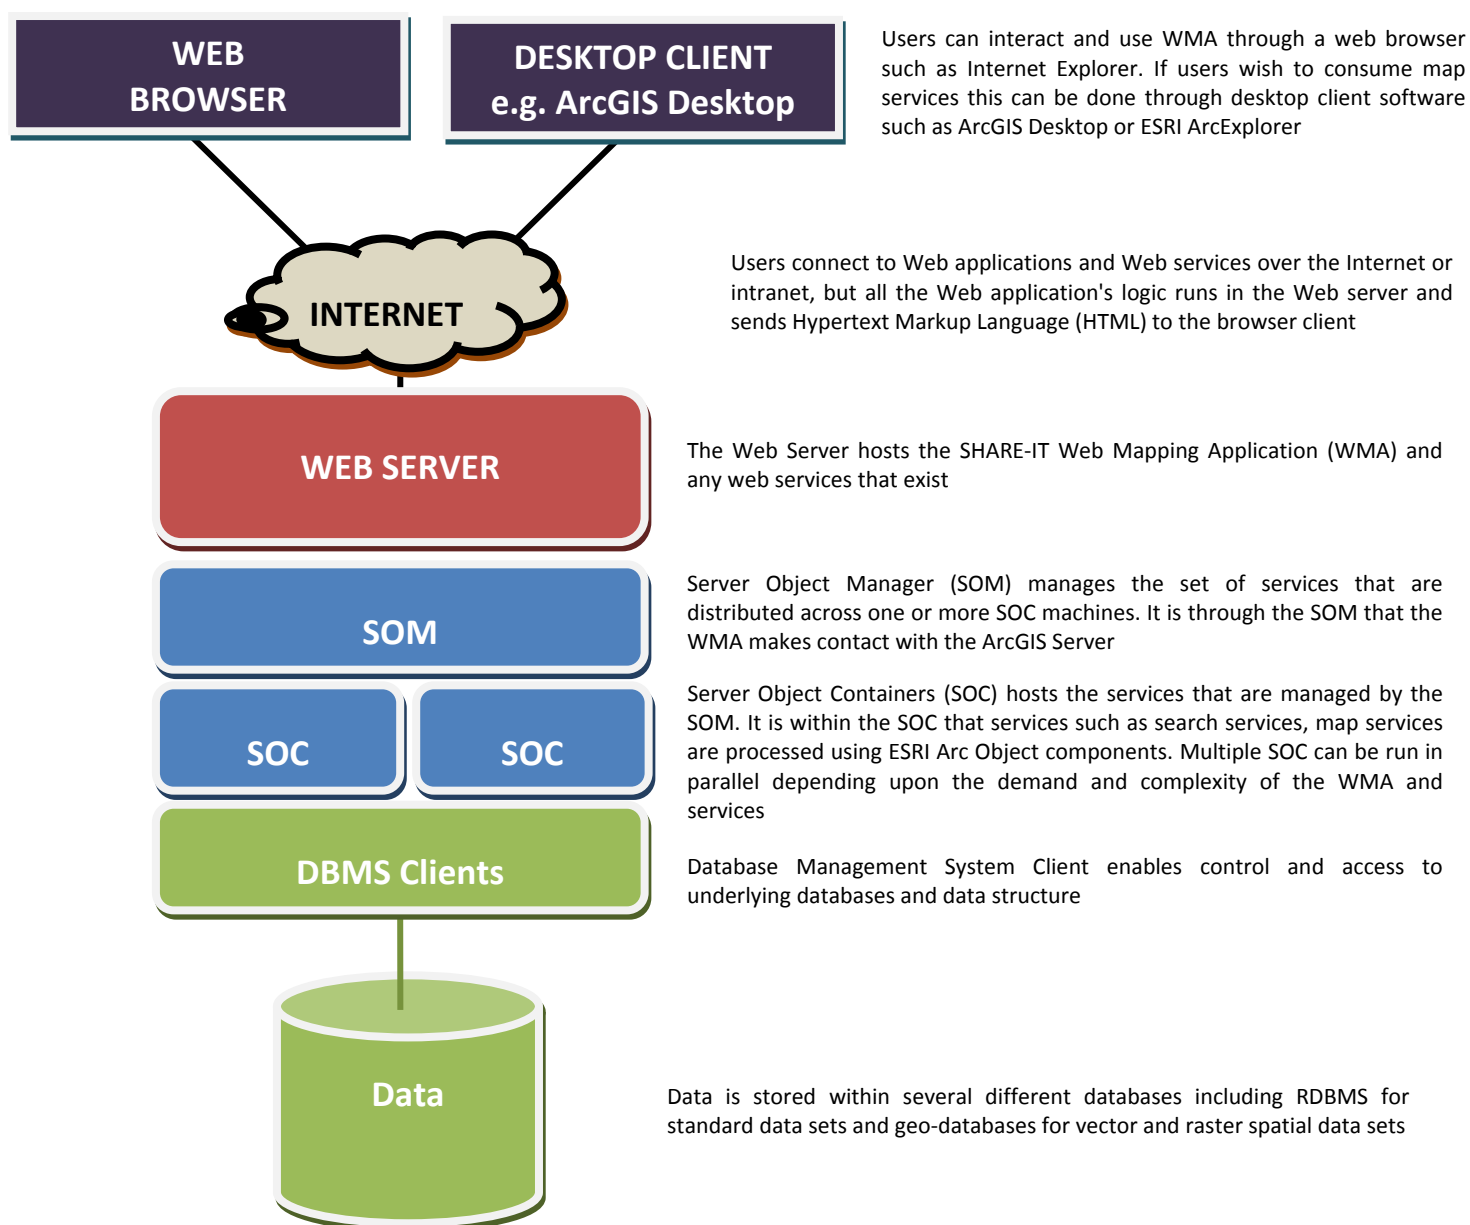 WEB
BROWSER
DESKTOP CLIENT
e.g. ArcGIS Desktop
Users can interact and use WMA through a web browser
such as Internet Explorer. If users wish to consume map
services this can be done through desktop client software
such as ArcGIS Desktop or ESRI ArcExplorer
INTERNET
Users connect to Web applications and Web services over the Internet or
intranet, but all the Web application's logic runs in the Web server and
sends Hypertext Markup Language (HTML) to the browser client
WEB SERVER
The Web Server hosts the SHARE-IT Web Mapping Application (WMA) and
any web services that exist
SOM
Server Object Manager (SOM) manages the set of services that are
distributed across one or more SOC machines. It is through the SOM that the
WMA makes contact with the ArcGIS Server
SOC
SOC
Server Object Containers (SOC) hosts the services that are managed by the
SOM. It is within the SOC that services such as search services, map services
are processed using ESRI Arc Object components. Multiple SOC can be run in
parallel depending upon the demand and complexity of the WMA and
services
DBMS Clients
Database Management System Client enables control and access to
underlying databases and data structure
Data
Data is stored within several different databases including RDBMS for
standard data sets and geo-databases for vector and raster spatial data sets